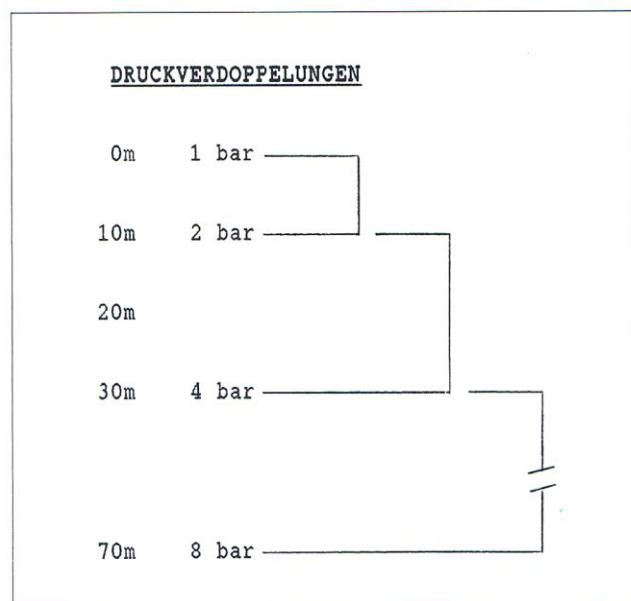 DRUCKVERDOPPELUNGEN
0m 1 bar
10m 2 bar
20m
30m 4 bar
70m 8 bar